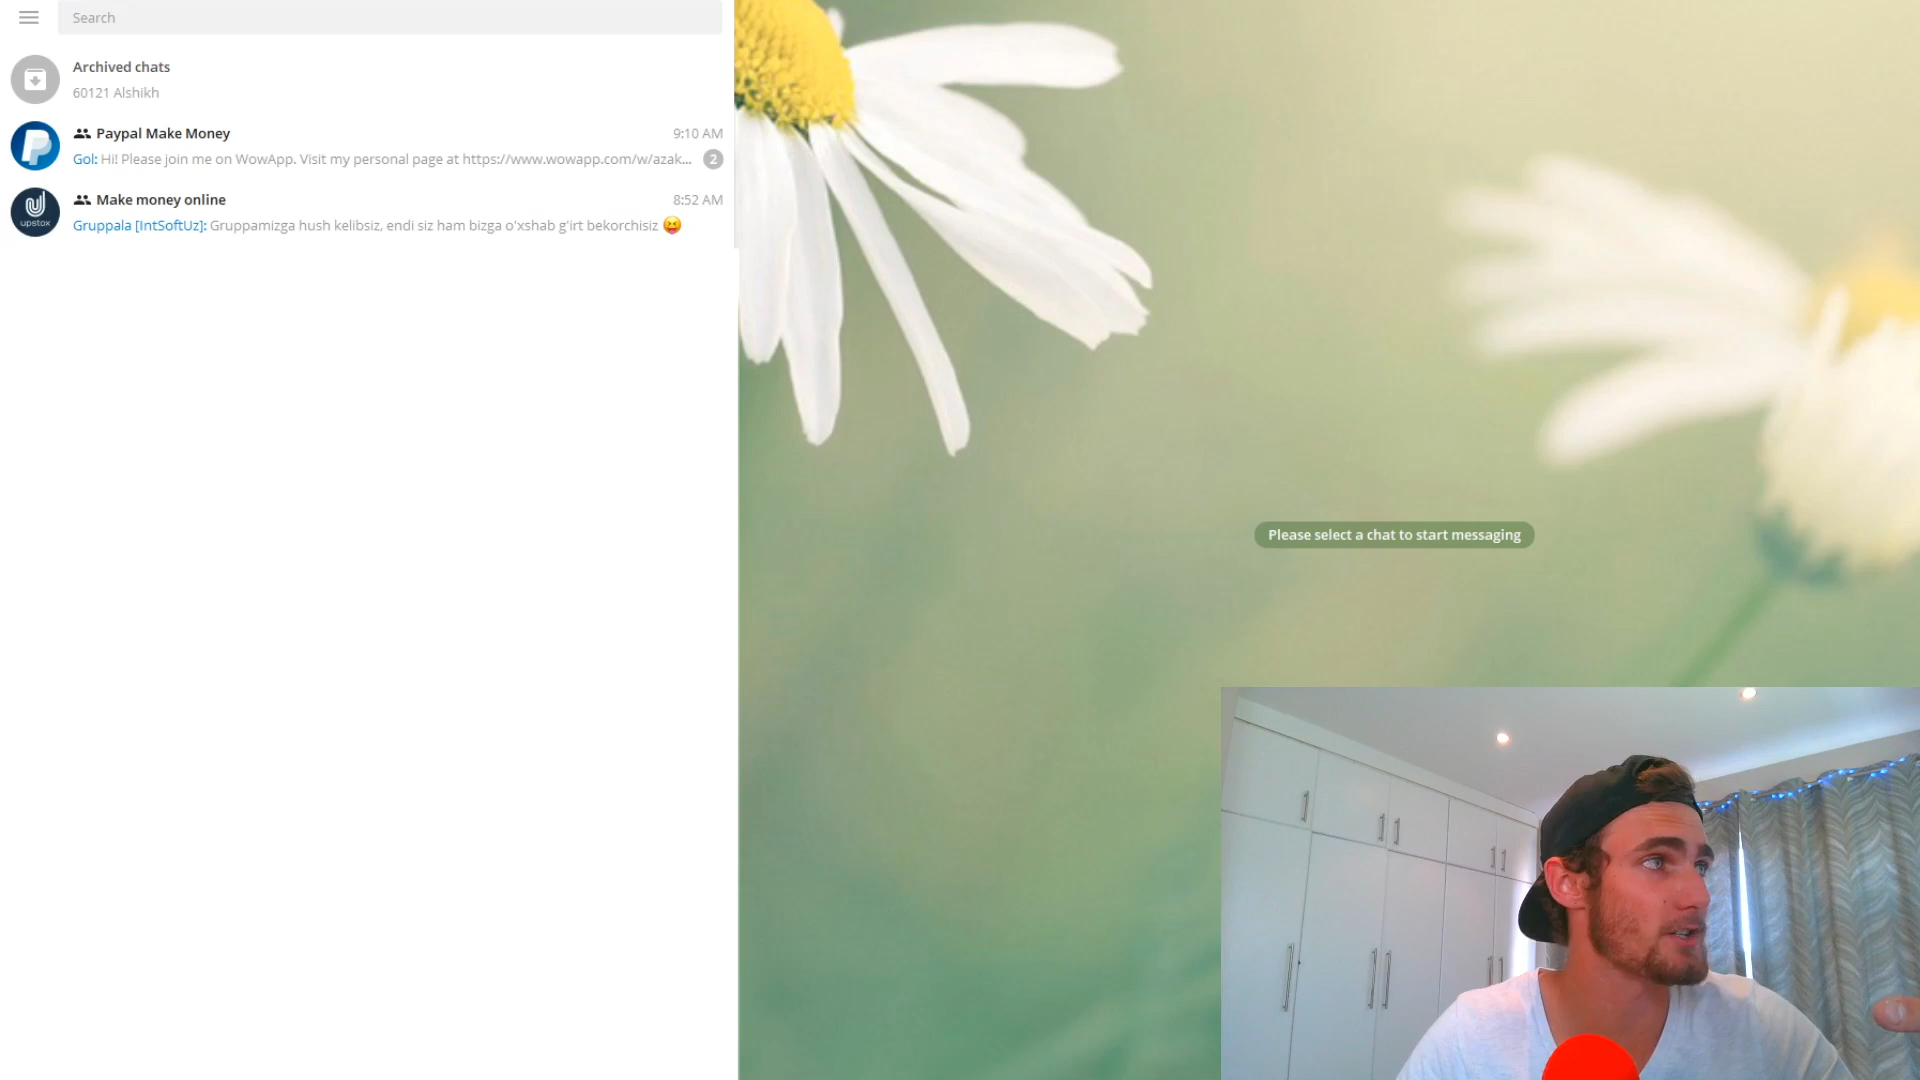 Search
Archived chats
60121 Alshikh
Paypal Make Money 9:10 AM
Gol: Hi! Please join me on WowApp. Visit my personal page at https://www.wowapp.com/w/azak... 2
upstox
Make money online 8:52 AM
Gruppala [IntSoftUz]: Gruppamizga hush kelibsiz, endi siz ham bizga o'xshab g'irt bekorchisiz 😝
Please select a chat to start messaging